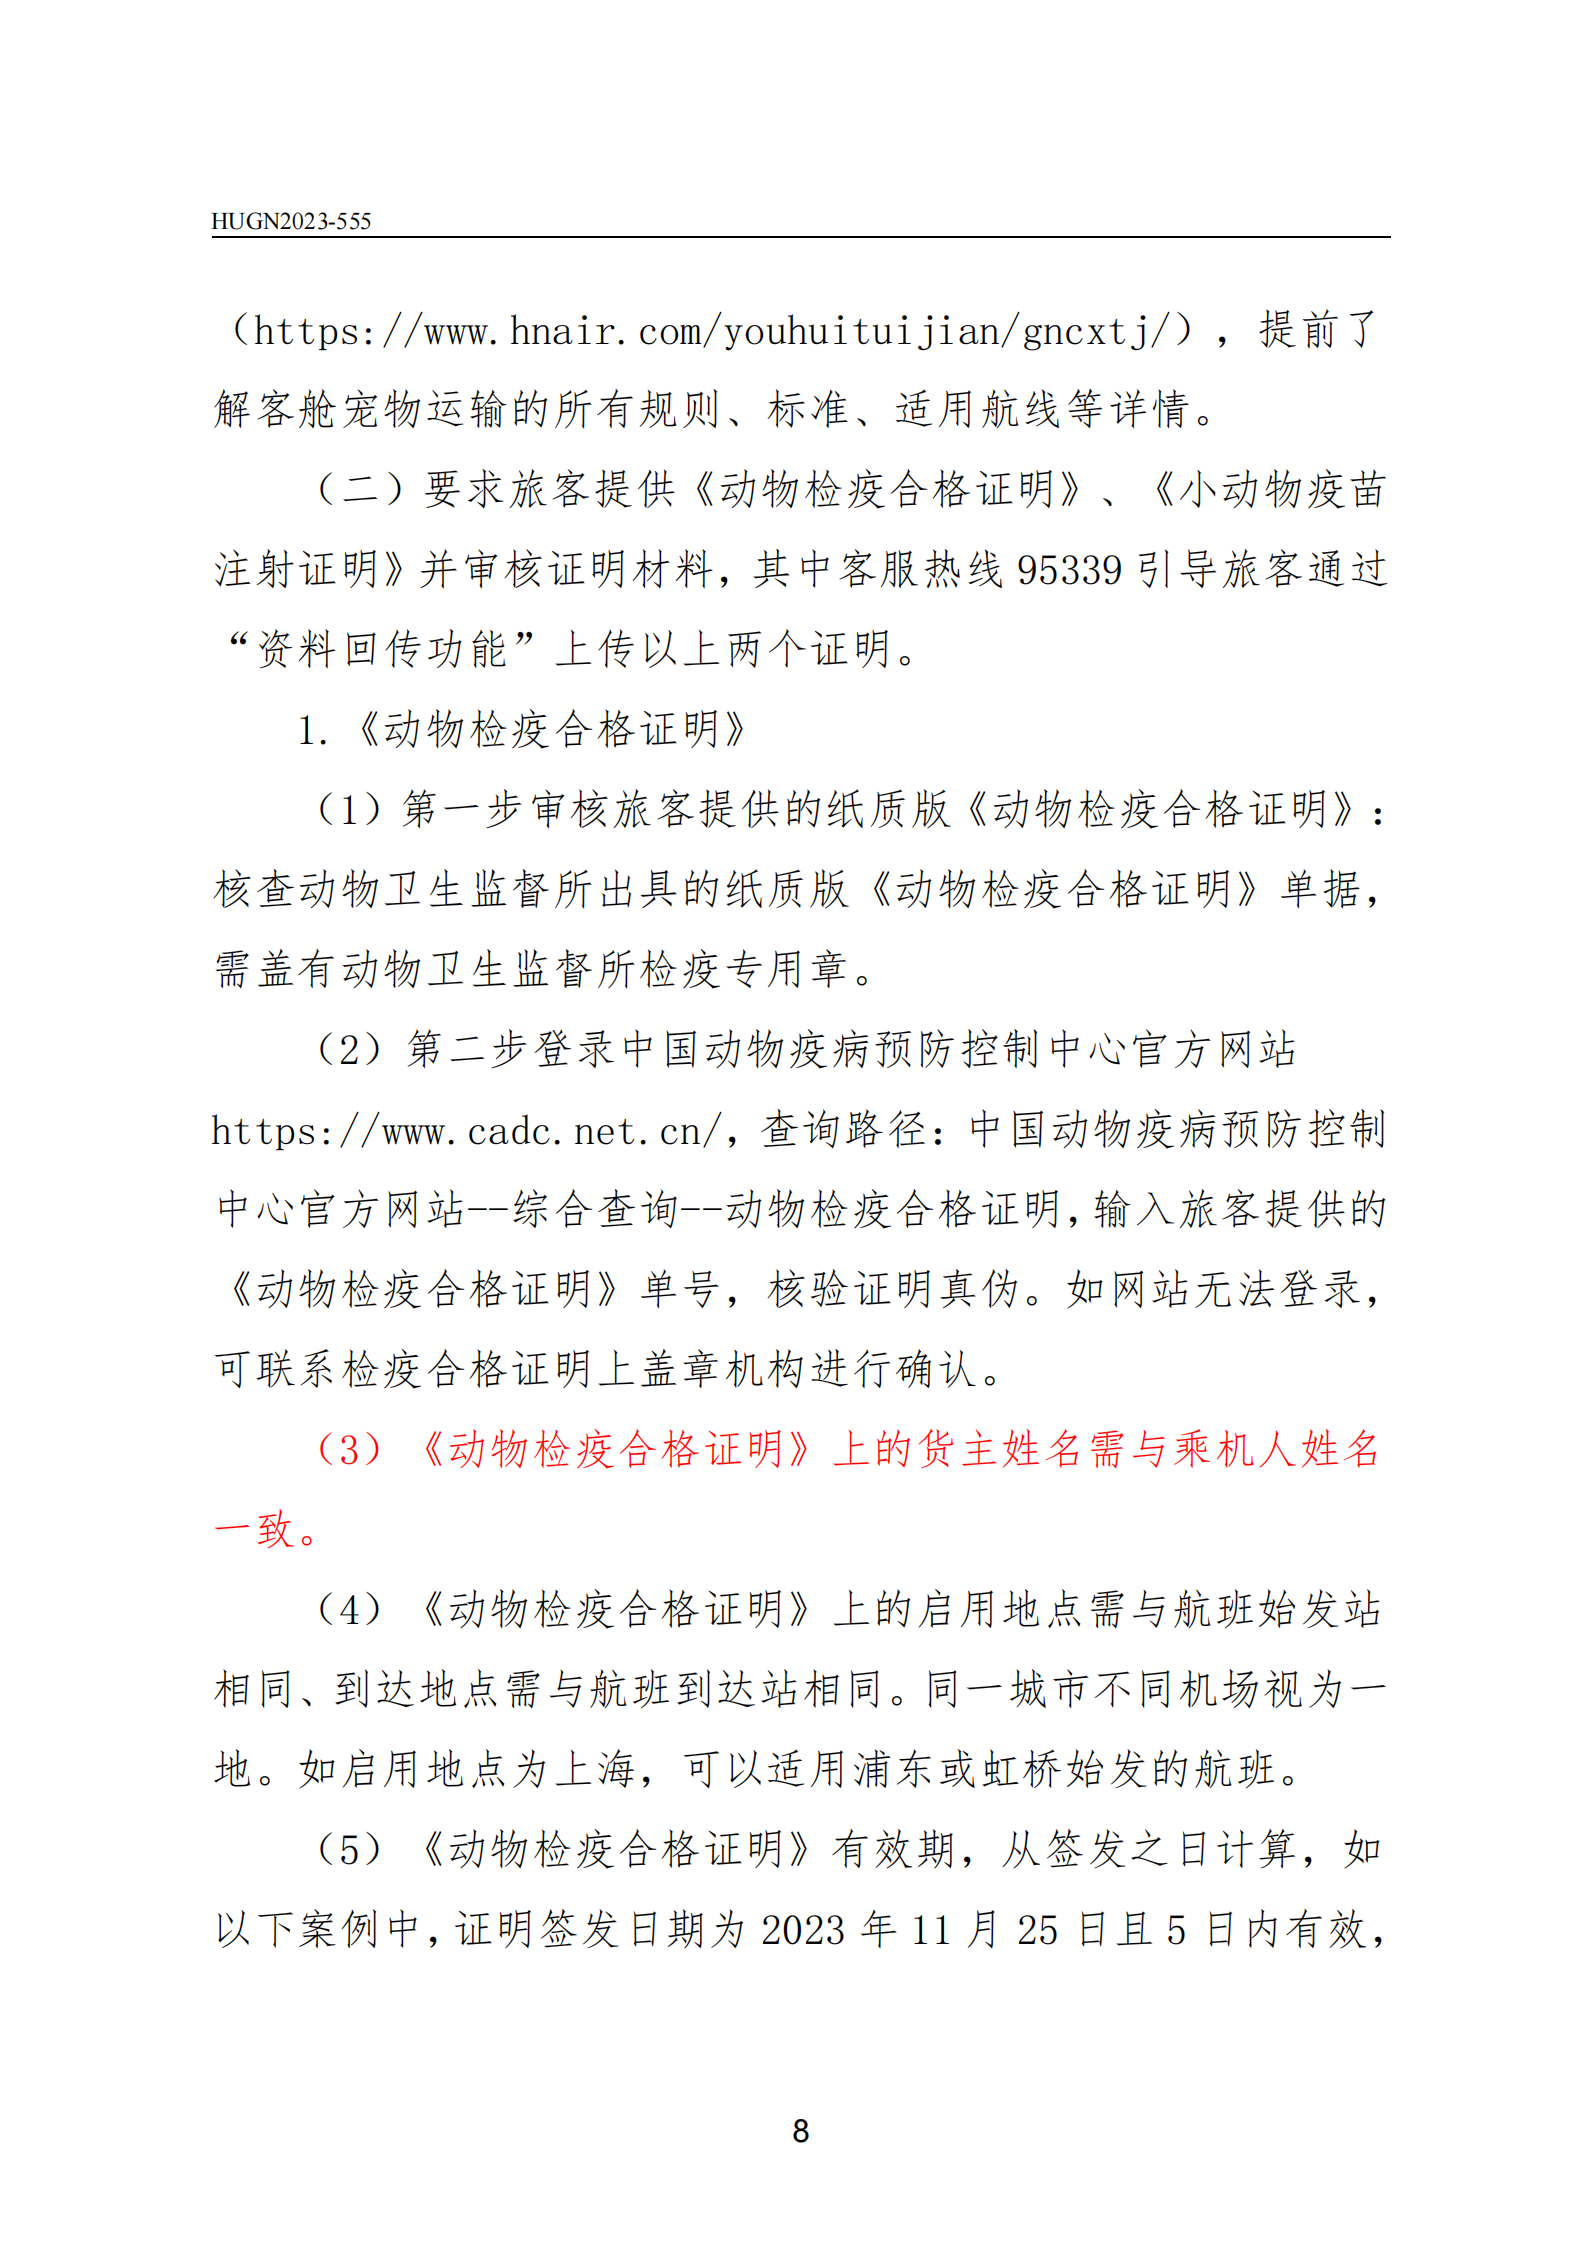 HUGN2023-555
（https://www.hnair.com/youhuituijian/gncxtj/），提前了
解客舱宠物运输的所有规则、标准、适用航线等详情。
（二）要求旅客提供《动物检疫合格证明》、《小动物疫苗
注射证明》并审核证明材料，其中客服热线 95339 引导旅客通过
“资料回传功能”上传以上两个证明。
1.《动物检疫合格证明》
（1）第一步审核旅客提供的纸质版《动物检疫合格证明》：
核查动物卫生监督所出具的纸质版《动物检疫合格证明》单据，
需盖有动物卫生监督所检疫专用章。
（2）第二步登录中国动物疫病预防控制中心官方网站
https://www.cadc.net.cn/，查询路径：中国动物疫病预防控制
中心官方网站--综合查询--动物检疫合格证明，输入旅客提供的
《动物检疫合格证明》单号，核验证明真伪。如网站无法登录，
可联系检疫合格证明上盖章机构进行确认。
（3）《动物检疫合格证明》上的货主姓名需与乘机人姓名
一致。
（4）《动物检疫合格证明》上的启用地点需与航班始发站
相同、到达地点需与航班到达站相同。同一城市不同机场视为一
地。如启用地点为上海，可以适用浦东或虹桥始发的航班。
（5）《动物检疫合格证明》有效期，从签发之日计算，如
以下案例中，证明签发日期为 2023 年 11 月 25 日且 5 日内有效，
8